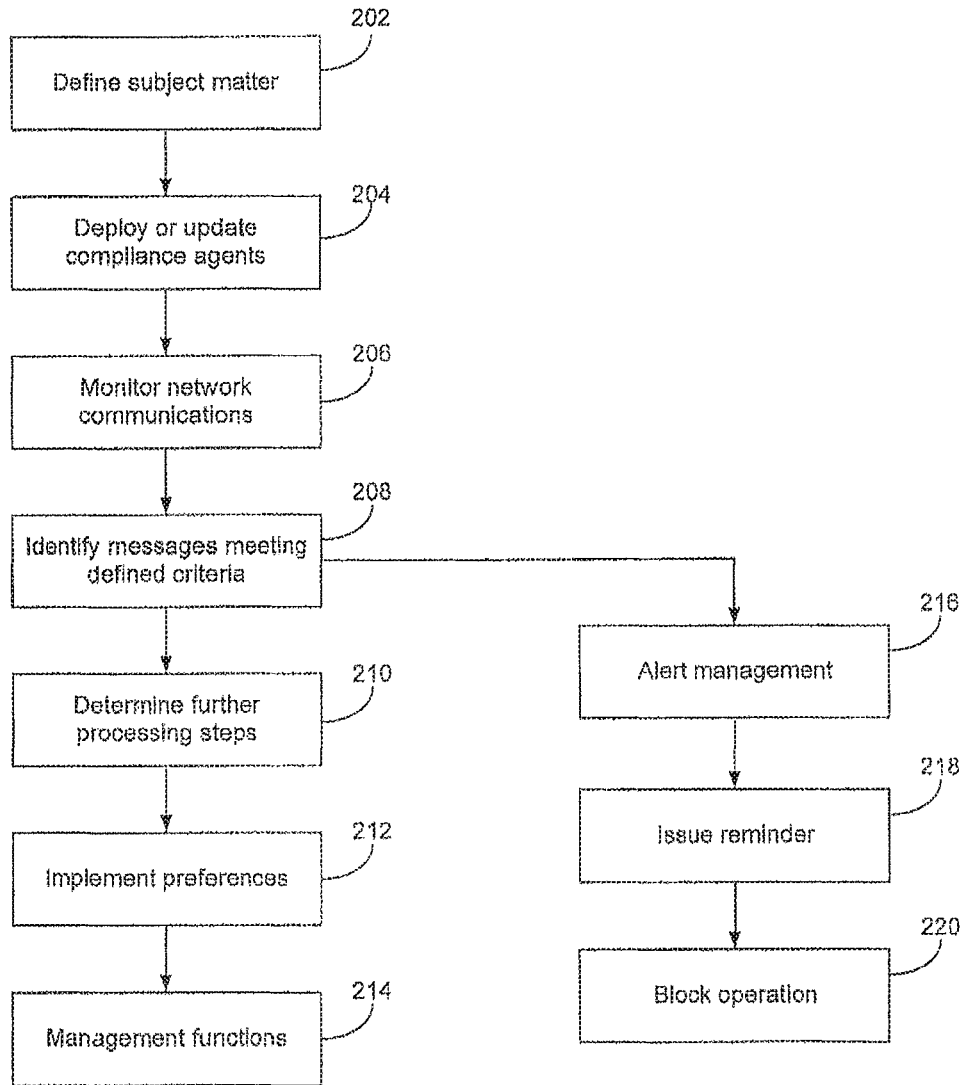 202
Define subject matter
204
Deploy or update
compliance agents
206
Monitor network
communications
208
Identify messages meeting
defined criteria
216
Alert management
210
Determine further
processing steps
218
Issue reminder
212
Implement preferences
220
Block operation
214
Management functions